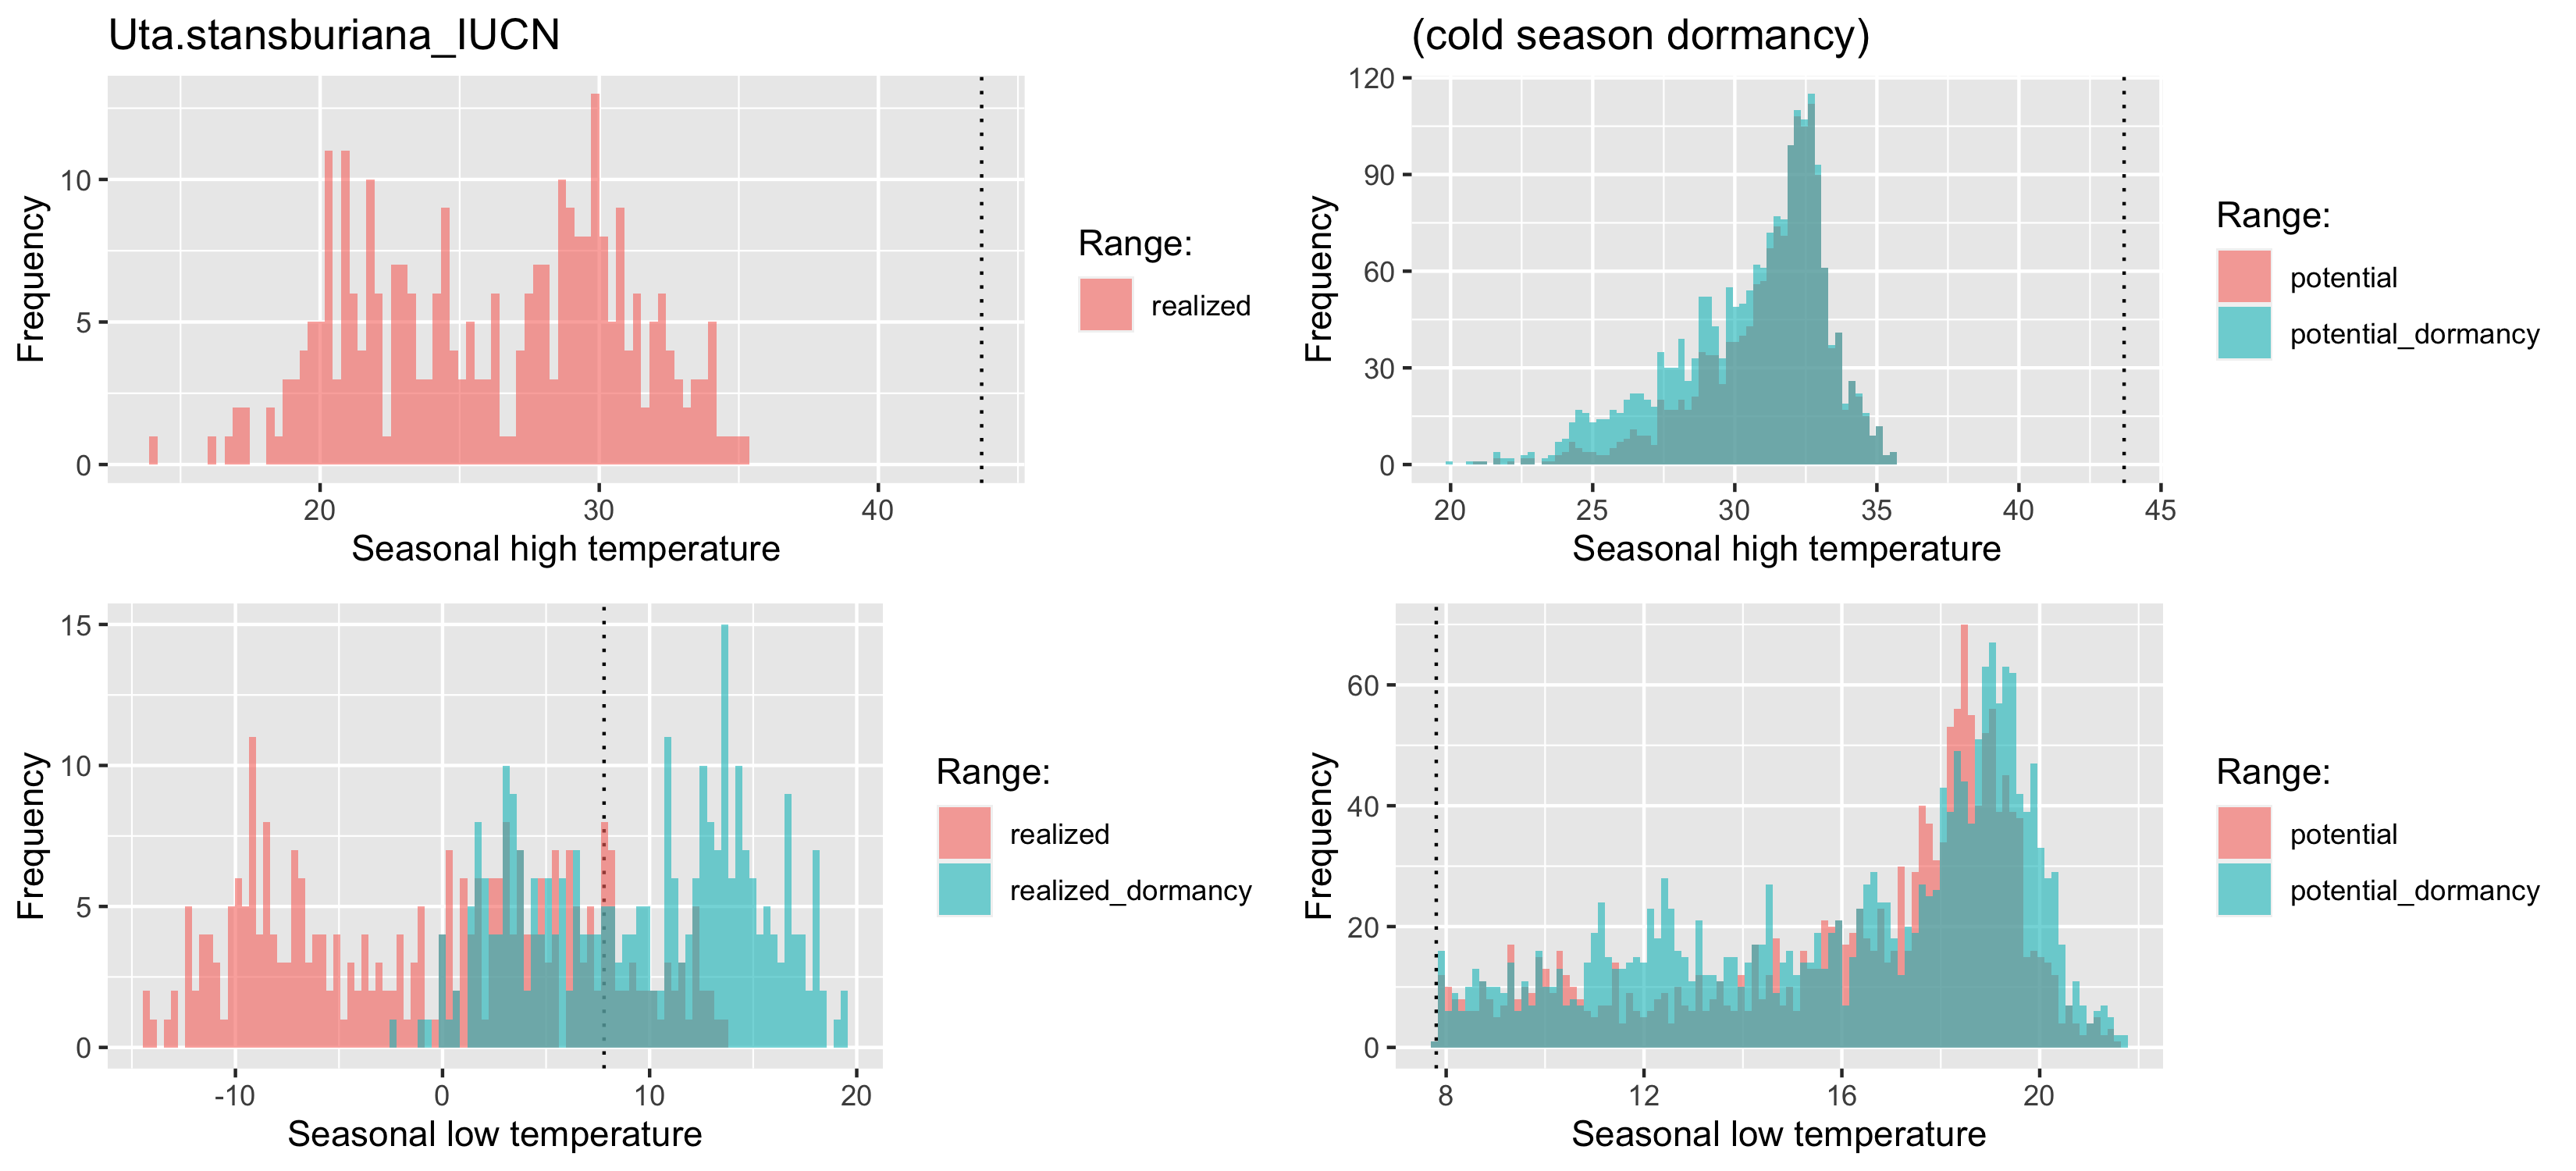 Uta.stansburiana_IUCN
(cold season dormancy)
Frequency
10
5
0
20
30
40
Seasonal high temperature
Range:
realized
Frequency
120
90
60
30
0
20
25
30
35
40
45
Seasonal high temperature
Range:
potential
potential_dormancy
Frequency
15
10
5
0
-10
0
10
20
Seasonal low temperature
Range:
realized
realized_dormancy
Frequency
60
40
20
0
8
12
16
20
Seasonal low temperature
Range:
potential
potential_dormancy